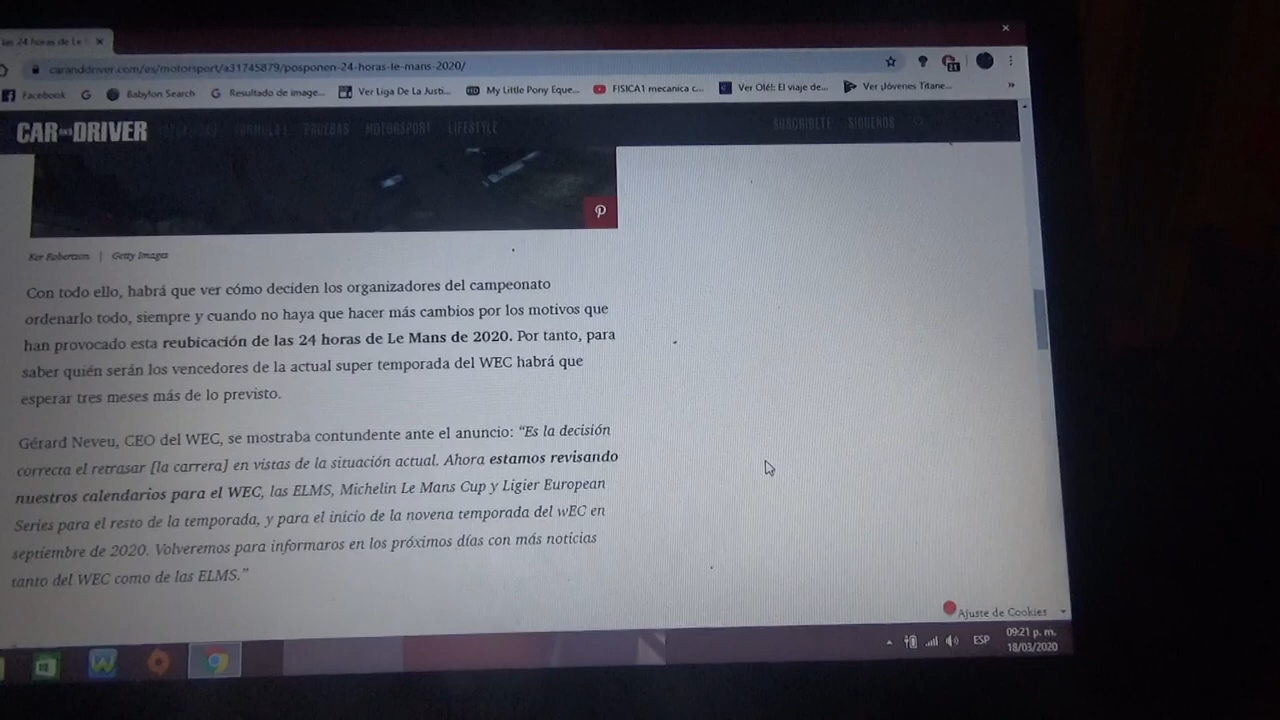 las 24 horas de Le
caranddriver.com/es/motorsport/a31745879/posponen-24-horas-le-mans-2020/
21
Facebook
Babylon Search
Resultado de image...
Ver Liga De La Justi...
My Little Pony Eque...
FISICA1 mecanica c...
Ver Olé!: El viaje de...
Ver ¡Jóvenes Titane...
»
CAR AND DRIVER FORMULA 1 PRUEBAS MOTORSPORT LIFESTYLE SUSCRIBETE SÍGUENOS
Ker Robertson | Getty Images
Con todo ello, habrá que ver cómo deciden los organizadores del campeonato
ordenarlo todo, siempre y cuando no haya que hacer más cambios por los motivos que
han provocado esta reubicación de las 24 horas de Le Mans de 2020. Por tanto, para
saber quién serán los vencedores de la actual super temporada del WEC habrá que
esperar tres meses más de lo previsto.
Gérard Neveu, CEO del WEC, se mostraba contundente ante el anuncio: “Es la decisión
correcta el retrasar [la carrera] en vistas de la situación actual. Ahora estamos revisando
nuestros calendarios para el WEC, las ELMS, Michelin Le Mans Cup y Ligier European
Series para el resto de la temporada, y para el inicio de la novena temporada del wEC en
septiembre de 2020. Volveremos para informaros en los próximos días con más noticias
tanto del WEC como de las ELMS.”
Ajuste de Cookies
ESP
09:21 p. m.
18/03/2020